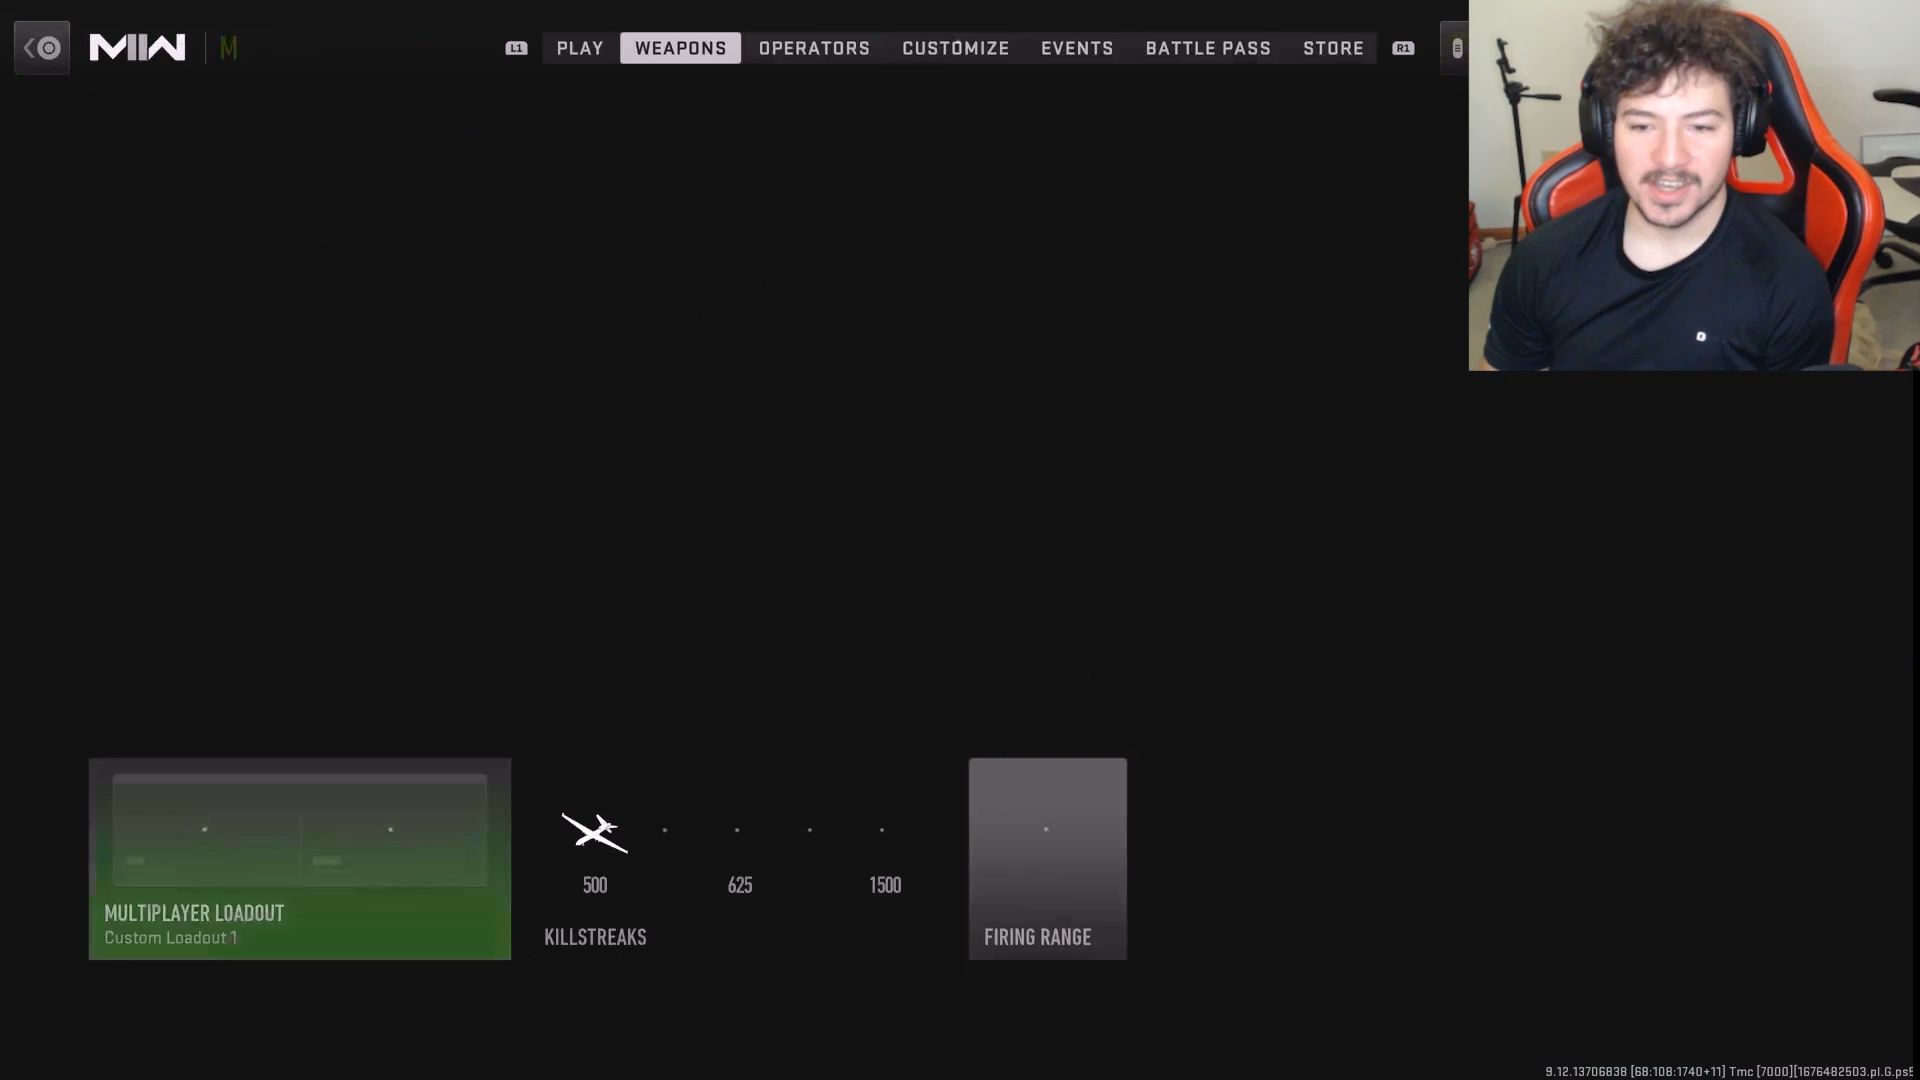 MW M
L1 PLAY WEAPONS OPERATORS CUSTOMIZE EVENTS BATTLE PASS STORE R1
500 625 1500
MULTIPLAYER LOADOUT
Custom Loadout 1
KILLSTREAKS
FIRING RANGE
9.12.13706838 [68:108:1740+11] Tmc [7000][1676482503.pl.G.ps5